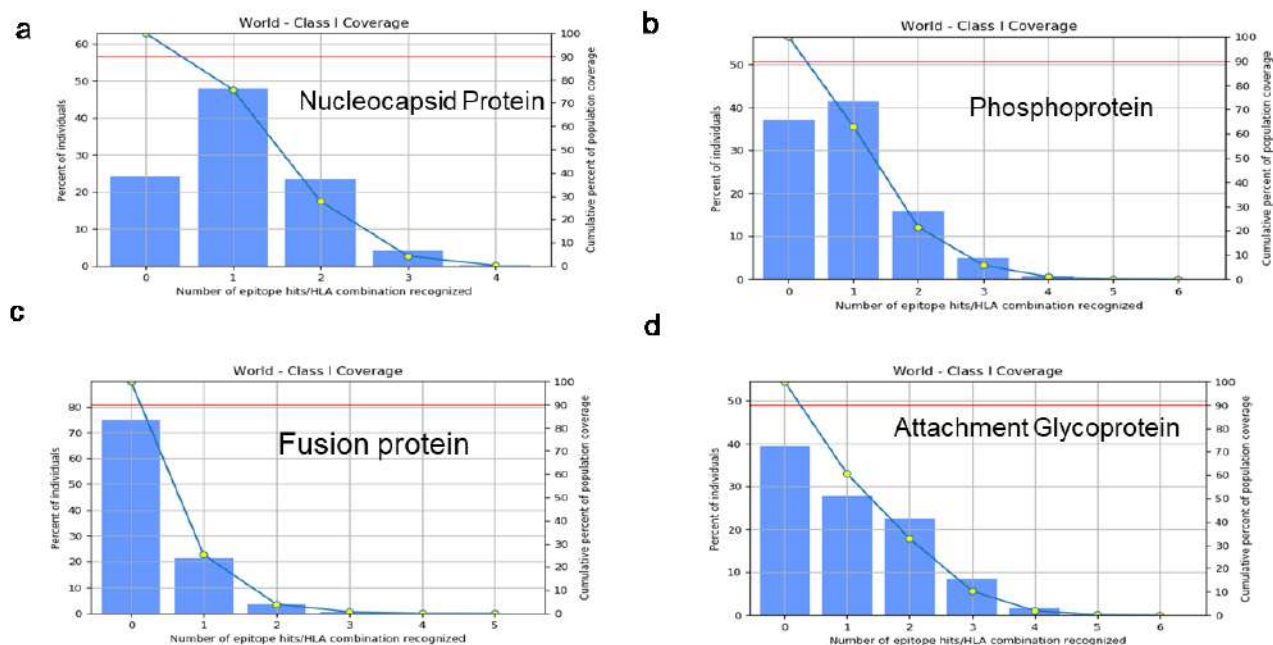 a
World - Class I Coverage
60
50
40
30
20
10
0
Percent of individuals
Nucleocapsid Protein
100
90
80
70
60
50
40
30
20
10
0
Cumulative percent of population coverage
0 1 2 3 4
Number of epitope hits/HLA combination recognized
b
World - Class I Coverage
50
40
30
20
10
0
Percent of individuals
Phosphoprotein
100
90
80
70
60
50
40
30
20
10
0
Cumulative percent of population coverage
0 1 2 3 4 5 6
Number of epitope hits/HLA combination recognized
c
World - Class I Coverage
80
70
60
50
40
30
20
10
0
Percent of individuals
Fusion protein
100
90
80
70
60
50
40
30
20
10
0
Cumulative percent of population coverage
0 1 2 3 4 5
Number of epitope hits/HLA combination recognized
d
World - Class I Coverage
50
40
30
20
10
0
Percent of individuals
Attachment Glycoprotein
100
90
80
70
60
50
40
30
20
10
0
Cumulative percent of population coverage
0 1 2 3 4 5 6
Number of epitope hits/HLA combination recognized